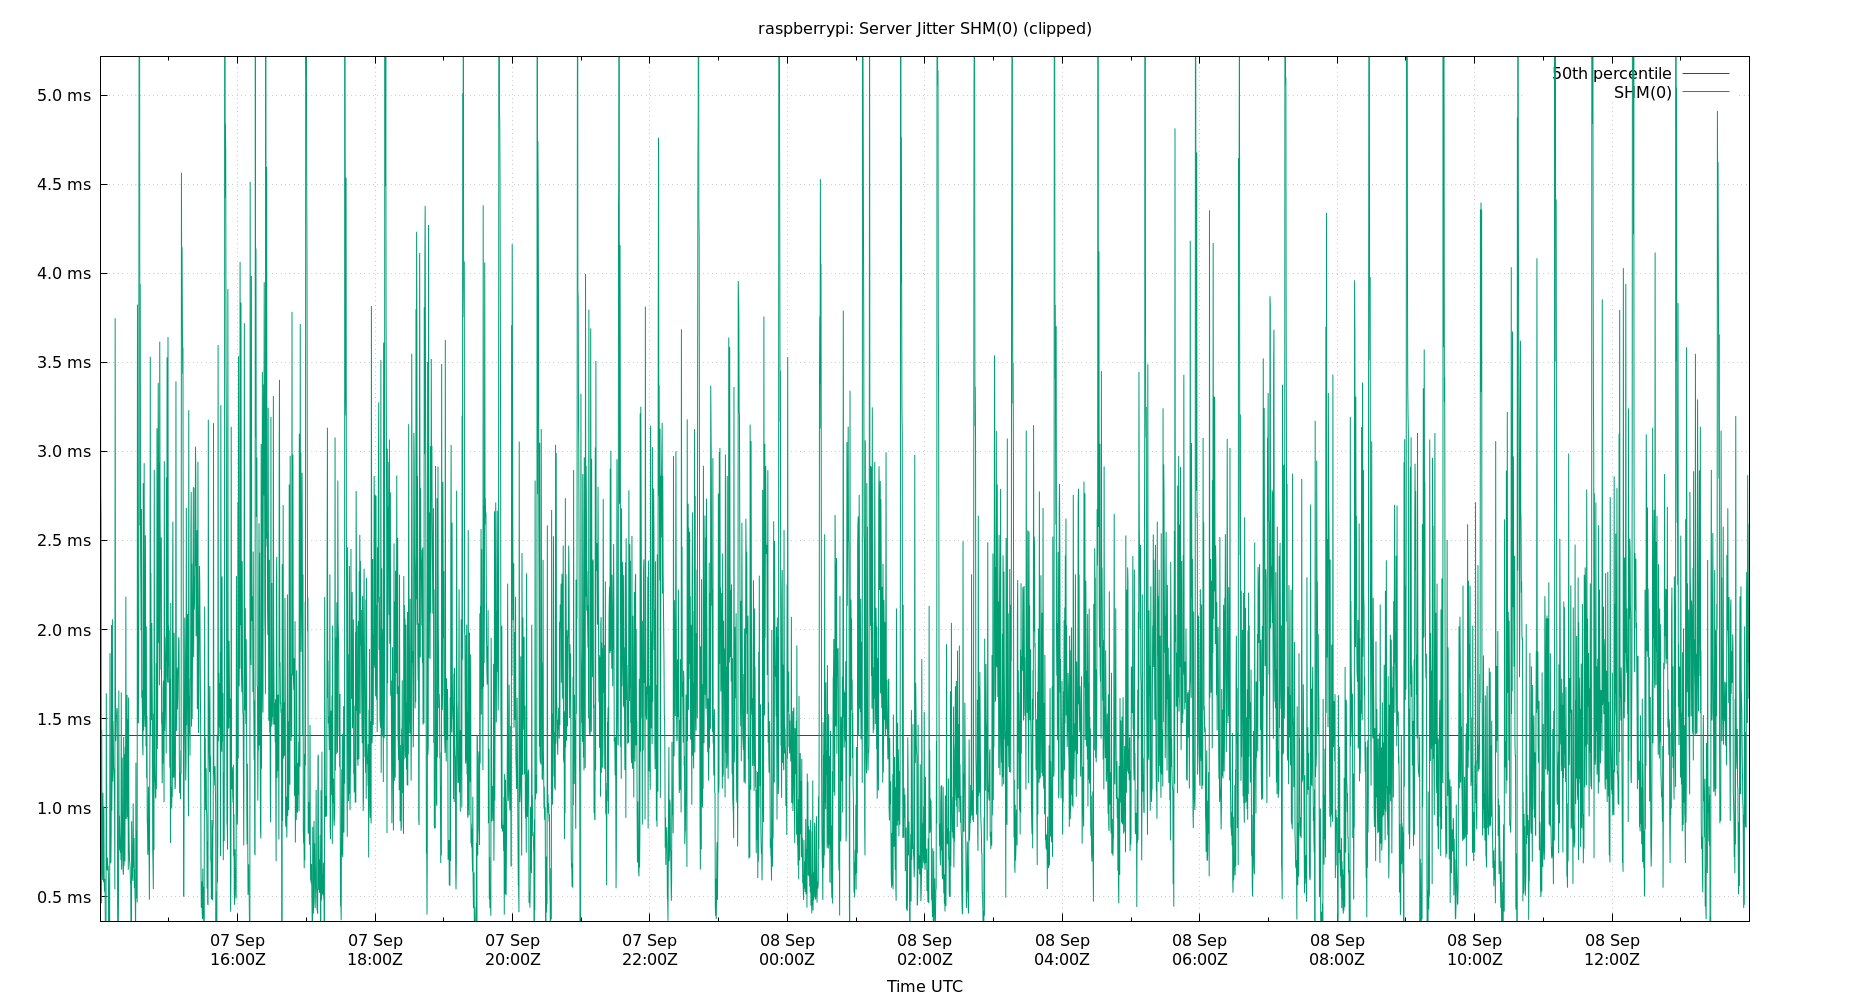 raspberrypi: Server Jitter SHM(0) (clipped)
50th percentile
SHM(0)
5.0 ms
4.5 ms
4.0 ms
3.5 ms
3.0 ms
2.5 ms
2.0 ms
1.5 ms
1.0 ms
0.5 ms
07 Sep 07 Sep 07 Sep 07 Sep 08 Sep 08 Sep 08 Sep 08 Sep 08 Sep 08 Sep 08 Sep
16:00Z 18:00Z 20:00Z 22:00Z 00:00Z 02:00Z 04:00Z 06:00Z 08:00Z 10:00Z 12:00Z
Time UTC